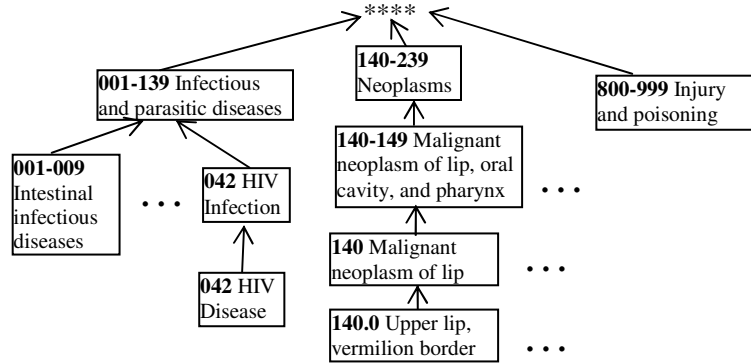 ****
001-139 Infectious
and parasitic diseases
140-239
Neoplasms
800-999 Injury
and poisoning
001-009
Intestinal
infectious
diseases
...
042 HIV
Infection
140-149 Malignant
neoplasm of lip, oral
cavity, and pharynx
...
042 HIV
Disease
140 Malignant
neoplasm of lip
...
140.0 Upper lip,
vermilion border
...